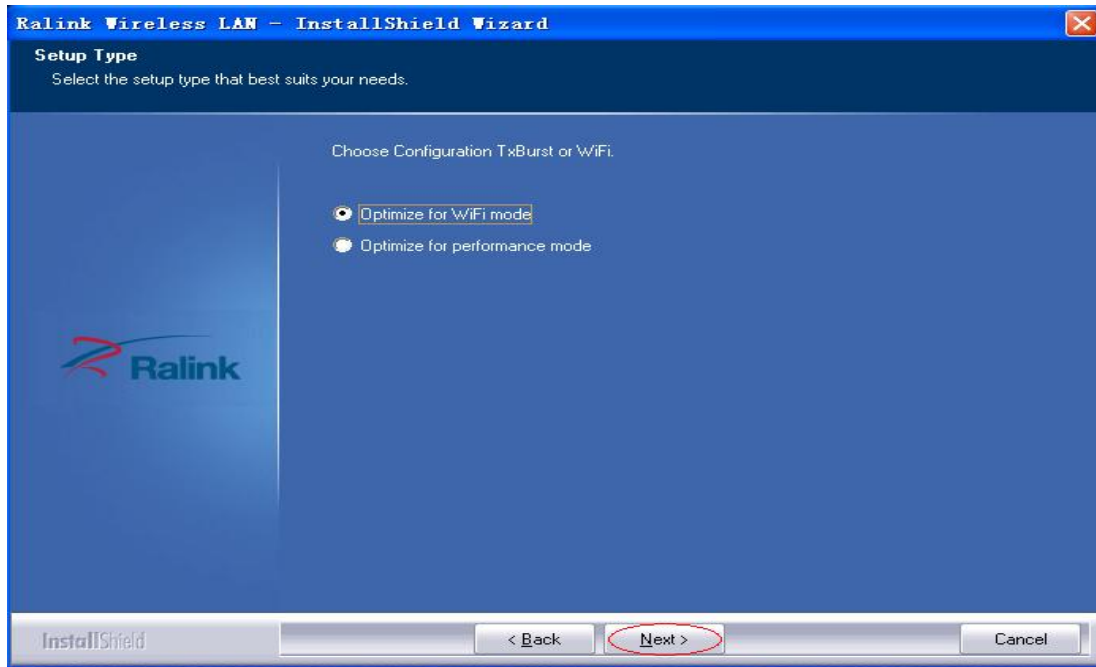 Ralink Wireless LAN - InstallShield Wizard
Setup Type
Select the setup type that best suits your needs.
Choose Configuration TxBurst or WiFi.
Optimize for WiFi mode
Optimize for performance mode
Ralink
InstallShield
< Back
Next >
Cancel